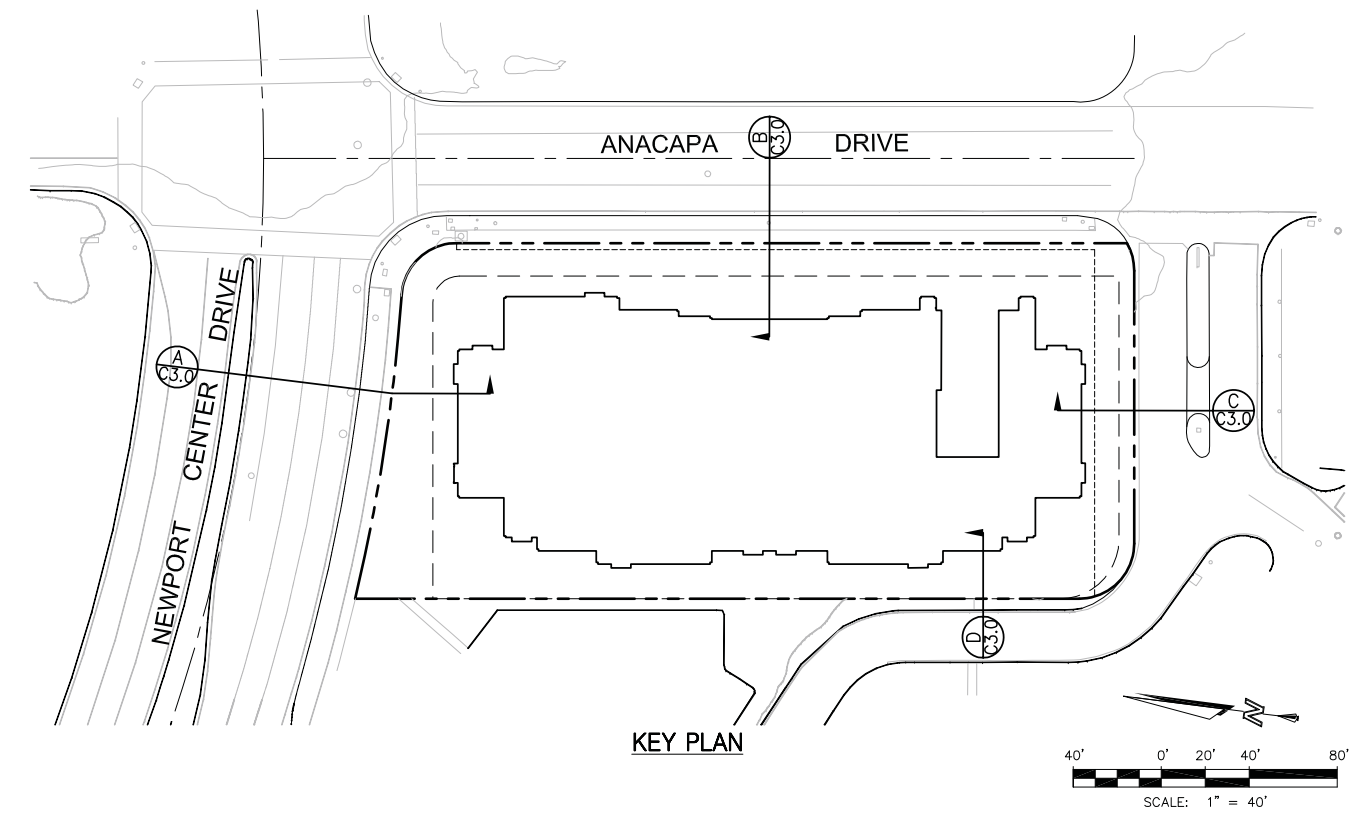 ANACAPA DRIVE
B
C3.0
NEWPORT CENTER DRIVE
A
C3.0
C
C3.0
D
C3.0
N
KEY PLAN
40' 0' 20' 40' 80'
SCALE: 1" = 40'